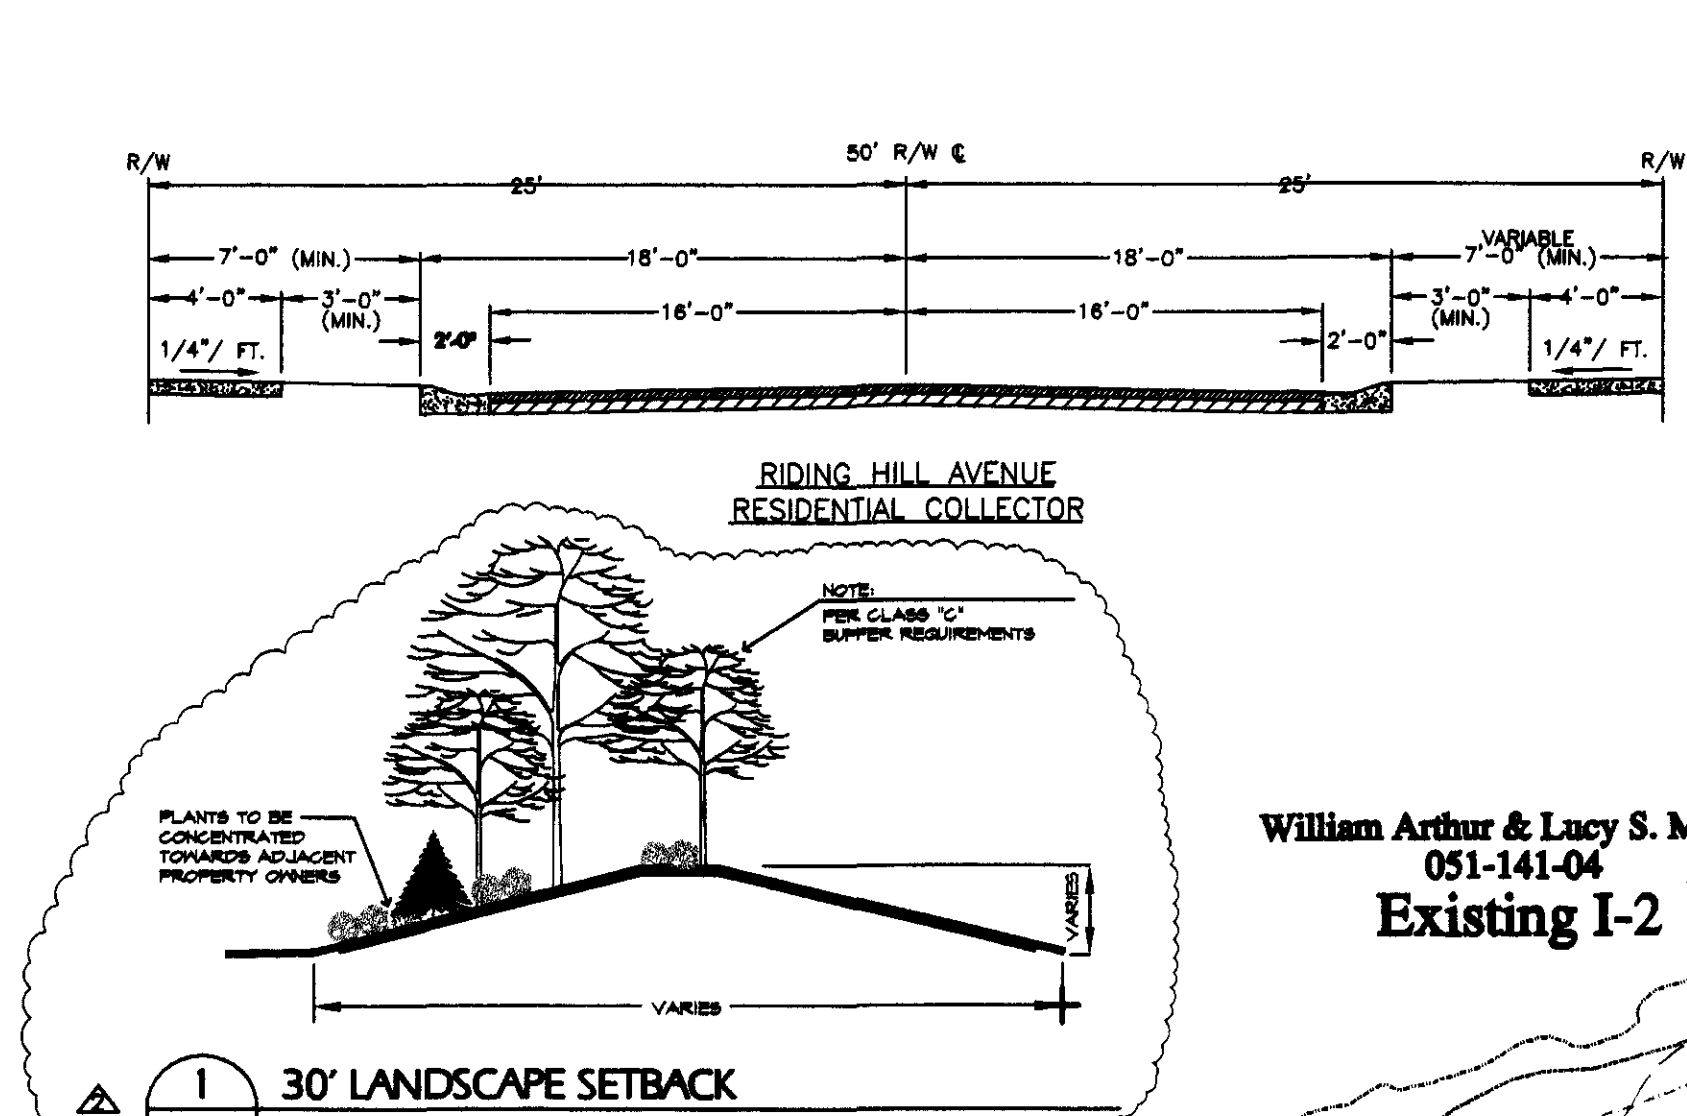 50' R/W ℄
R/W
R/W
25'
25'
7'-0" (MIN.)
18'-0"
18'-0"
VARIABLE
7'-0" (MIN.)
4'-0"
3'-0"
(MIN.)
16'-0"
16'-0"
3'-0"
(MIN.)
4'-0"
2'-0"
2'-0"
1/4"/ FT.
1/4"/ FT.
RIDING HILL AVENUE
RESIDENTIAL COLLECTOR
NOTE:
PER CLASS "C"
BUFFER REQUIREMENTS
PLANTS TO BE
CONCENTRATED
TOWARDS ADJACENT
PROPERTY OWNERS
VARIES
VARIES
William Arthur & Lucy S. M
051-141-04
Existing I-2
2
1
30' LANDSCAPE SETBACK